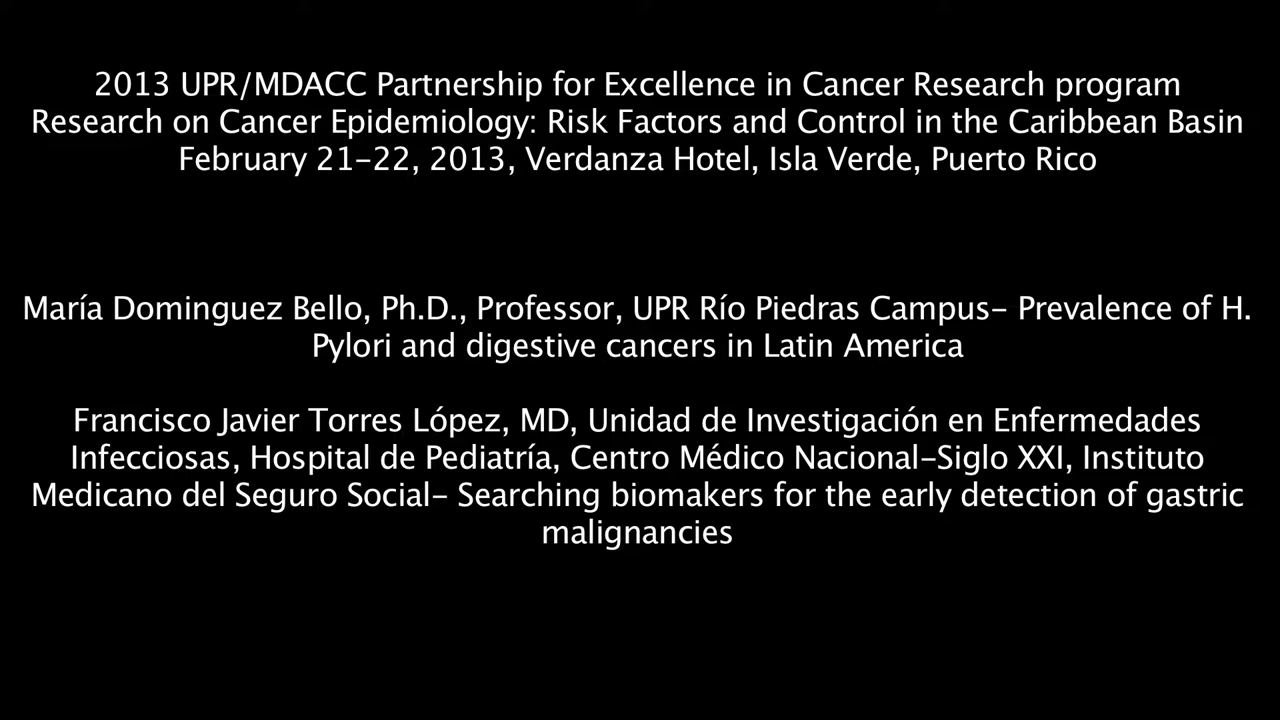 2013 UPR/MDACC Partnership for Excellence in Cancer Research program
Research on Cancer Epidemiology: Risk Factors and Control in the Caribbean Basin
February 21-22, 2013, Verdanza Hotel, Isla Verde, Puerto Rico
María Dominguez Bello, Ph.D., Professor, UPR Río Piedras Campus- Prevalence of H.
Pylori and digestive cancers in Latin America
Francisco Javier Torres López, MD, Unidad de Investigación en Enfermedades
Infecciosas, Hospital de Pediatría, Centro Médico Nacional-Siglo XXI, Instituto
Medicano del Seguro Social- Searching biomakers for the early detection of gastric
malignancies